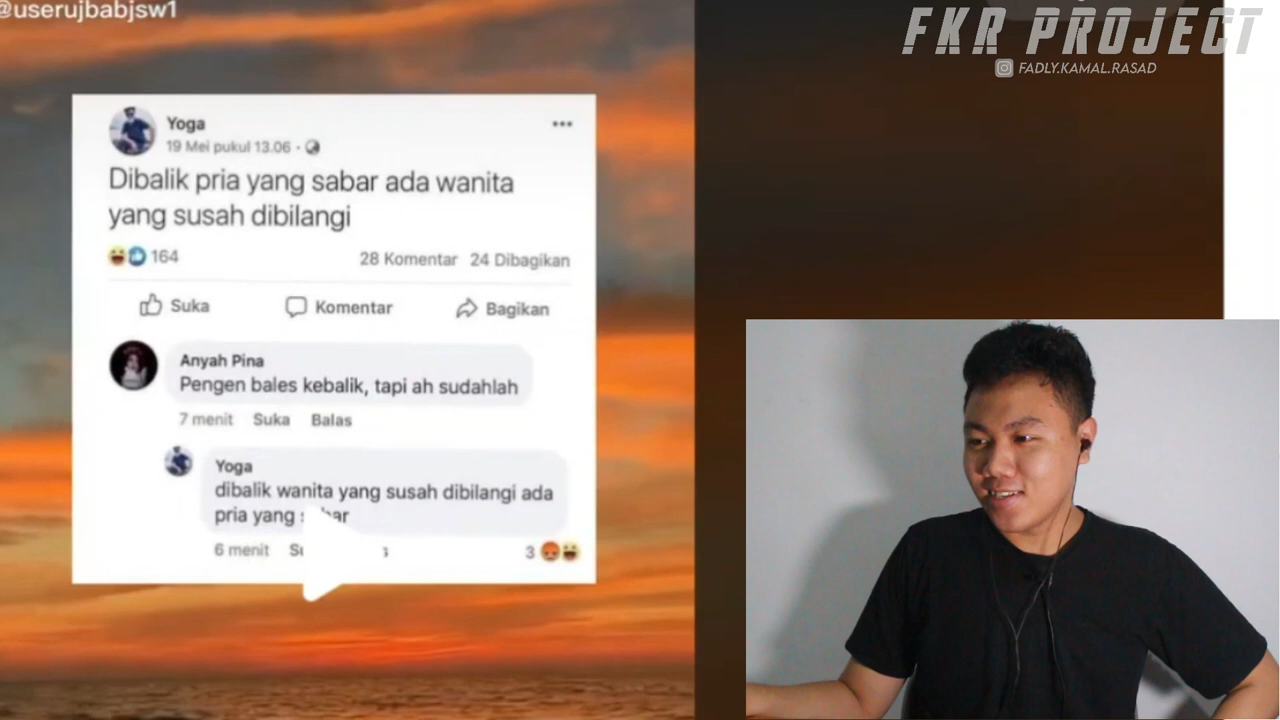 @userujbabjsw1
FKR PROJECT
FADLY.KAMAL.RASAD
Yoga
19 Mei pukul 13.06
Dibalik pria yang sabar ada wanita
yang susah dibilangi
164
28 Komentar 24 Dibagikan
Suka Komentar Bagikan
Anyah Pina
Pengen bales kebalik, tapi ah sudahlah
7 menit Suka Balas
Yoga
dibalik wanita yang susah dibilangi ada
pria yang
6 menit
3